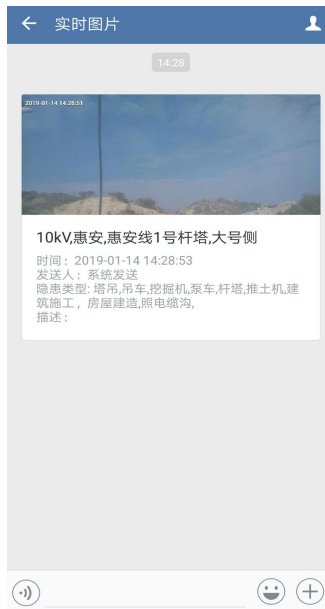 实时图片
14:28
2019-01-14 14:28:51
10kV,惠安,惠安线1号杆塔,大号侧
时间：2019-01-14 14:28:53
发送人：系统发送
隐患类型: 塔吊,吊车,挖掘机,泵车,杆塔,推土机,建
筑施工，房屋建造,照电缆沟,
描述：